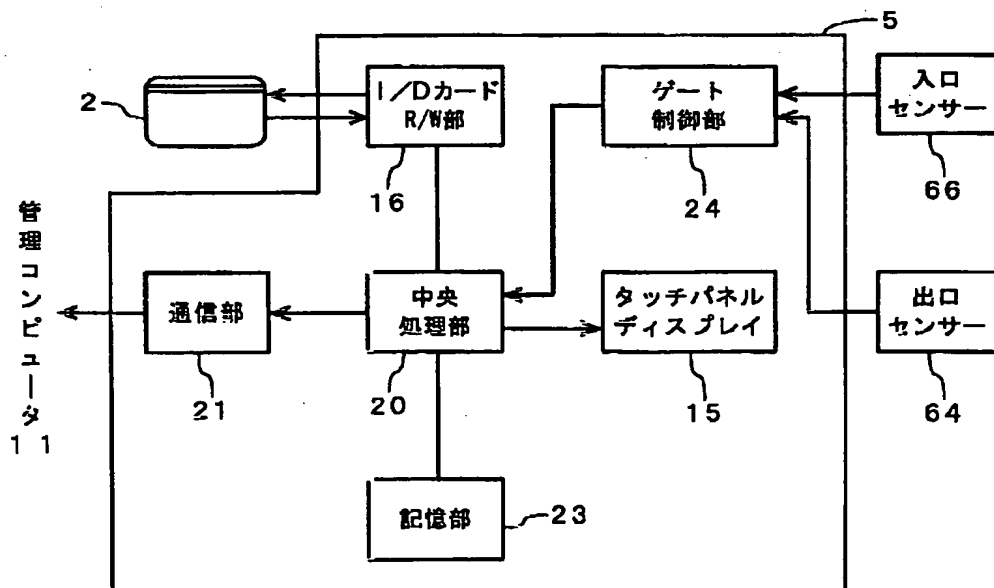 5
2
I/Dカード
R/W部
16
ゲート
制御部
24
入口
センサー
66
管理コンピュータ11
通信部
21
中央
処理部
20
タッチパネル
ディスプレイ
15
出口
センサー
64
記憶部
23